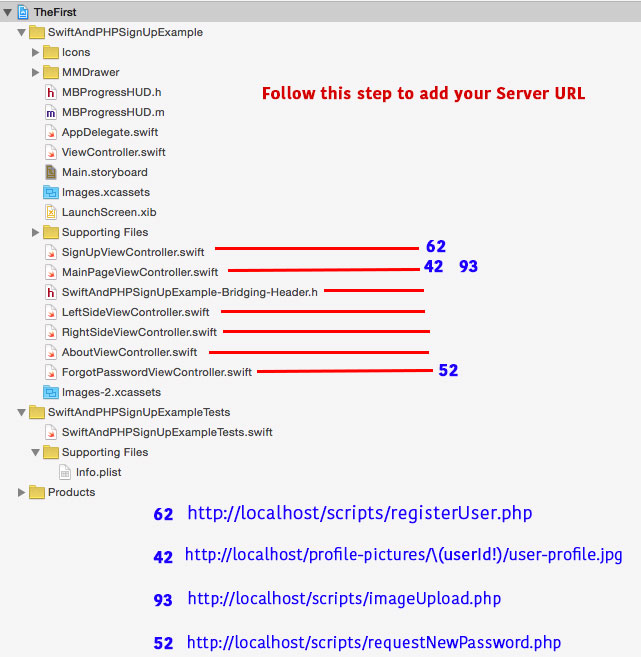 TheFirst
SwiftAndPHPSignUpExample
Icons
MMDrawer
MBProgressHUD.h
Follow this step to add your Server URL
MBProgressHUD.m
AppDelegate.swift
ViewController.swift
Main.storyboard
Images.xcassets
LaunchScreen.xib
Supporting Files
SignUpViewController.swift 62
MainPageViewController.swift 42 93
SwiftAndPHPSignUpExample-Bridging-Header.h
LeftSideViewController.swift
RightSideViewController.swift
AboutViewController.swift
ForgotPasswordViewController.swift 52
Images-2.xcassets
SwiftAndPHPSignUpExampleTests
SwiftAndPHPSignUpExampleTests.swift
Supporting Files
Info.plist
Products
62 http://localhost/scripts/registerUser.php
42 http://localhost/profile-pictures/\(userId!)/user-profile.jpg
93 http://localhost/scripts/imageUpload.php
52 http://localhost/scripts/requestNewPassword.php